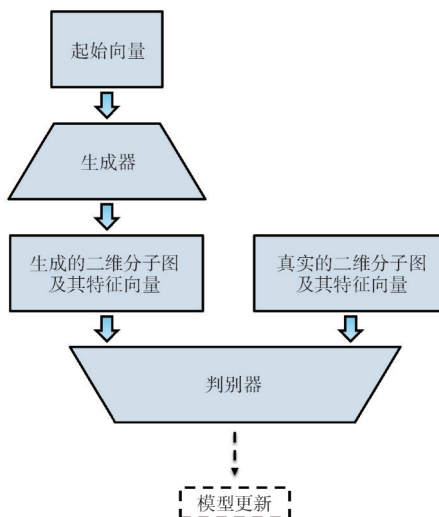 起始向量
生成器
生成的二维分子图
及其特征向量
真实的二维分子图
及其特征向量
判别器
模型更新